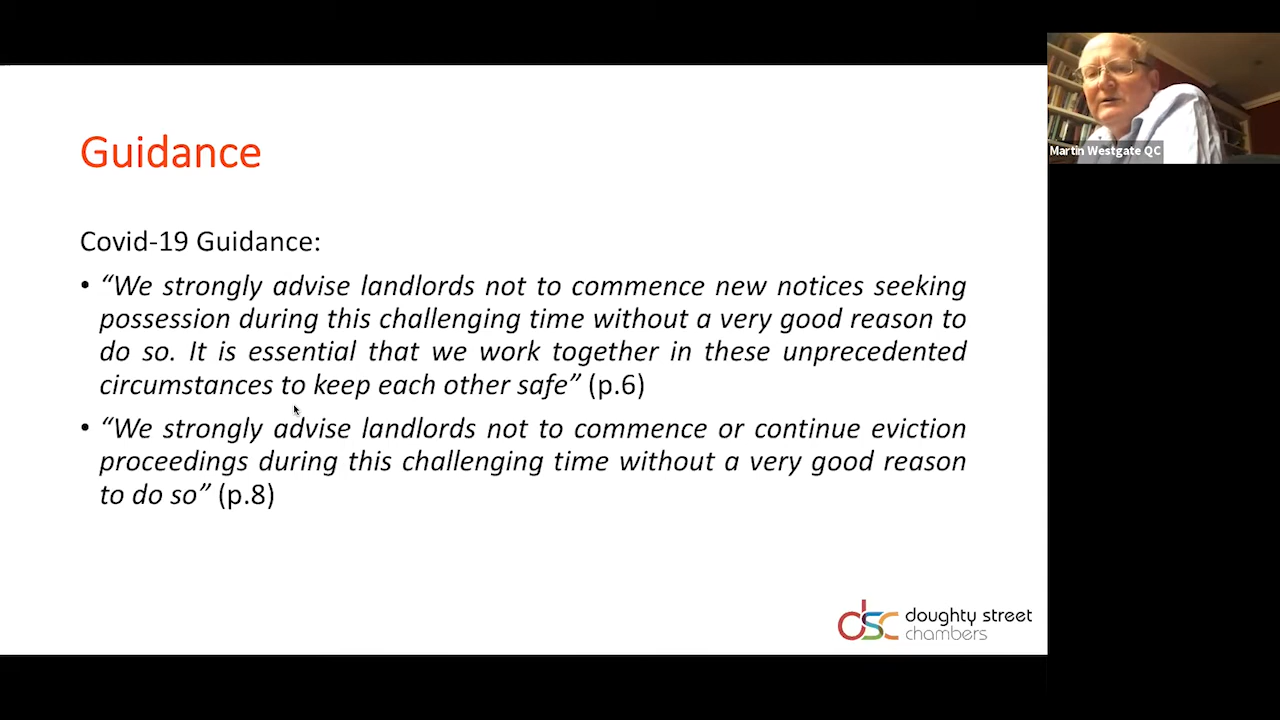 Guidance
Covid-19 Guidance:
• “We strongly advise landlords not to commence new notices seeking
possession during this challenging time without a very good reason to
do so. It is essential that we work together in these unprecedented
circumstances to keep each other safe” (p.6)
• “We strongly advise landlords not to commence or continue eviction
proceedings during this challenging time without a very good reason
to do so” (p.8)
dsc doughty street
chambers
Martin Westgate QC